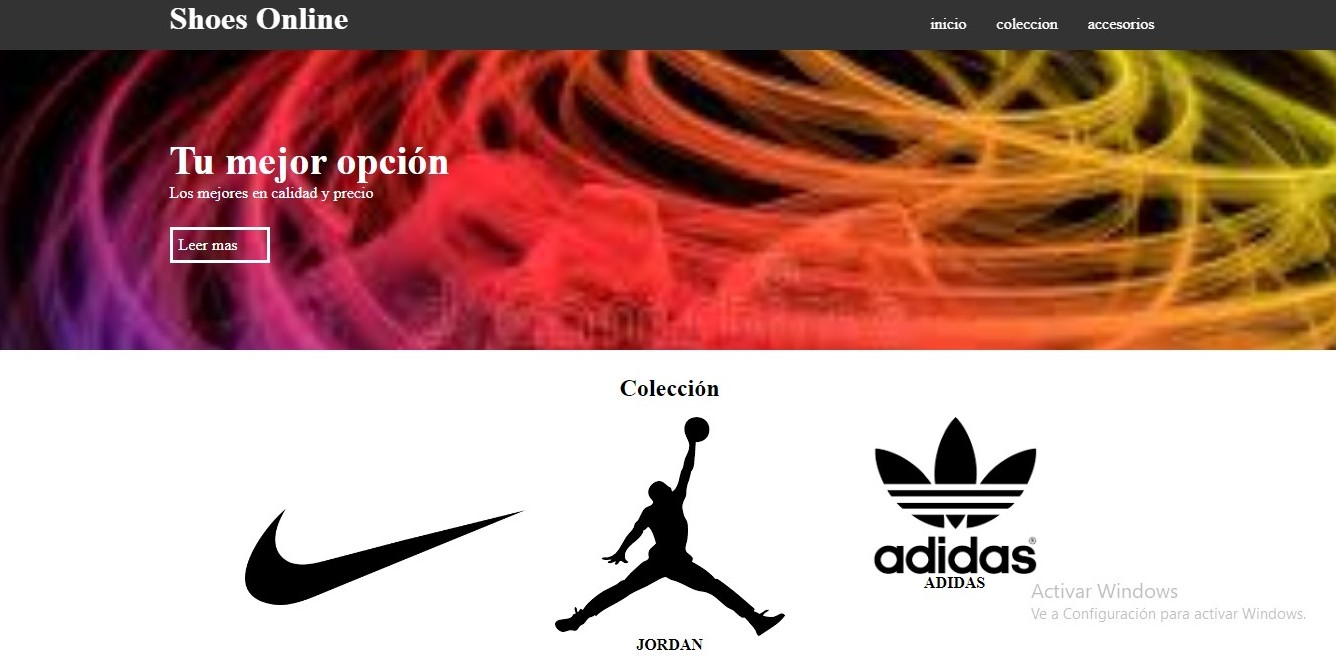 Shoes Online
inicio coleccion accesorios
Tu mejor opción
Los mejores en calidad y precio
Leer mas
Colección
adidas®
ADIDAS
JORDAN
Activar Windows
Ve a Configuración para activar Windows.